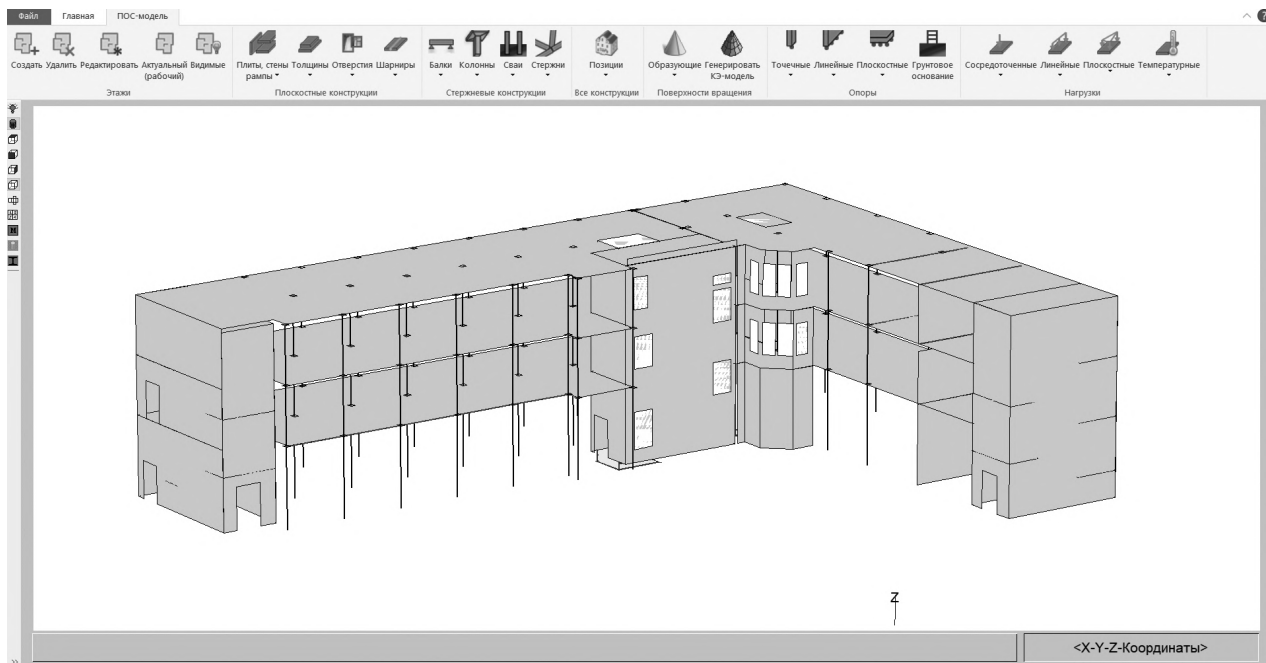 Файл Главная ПОС-модель
Создать Удалить Редактировать Актуальный Видимые Плиты, стены Толщины Отверстия Шарниры Балки Колонны Сваи Стержни Позиции Образующие Генерировать Точечные Линейные Плоскостные Грунтовое Сосредоточенные Линейные Плоскостные Температурные
(рабочий) рампы КЭ-модель основание
Этажи Плоскостные конструкции Стержневые конструкции Все конструкции Поверхности вращения Опоры Нагрузки
Z
<X-Y-Z-Координаты>